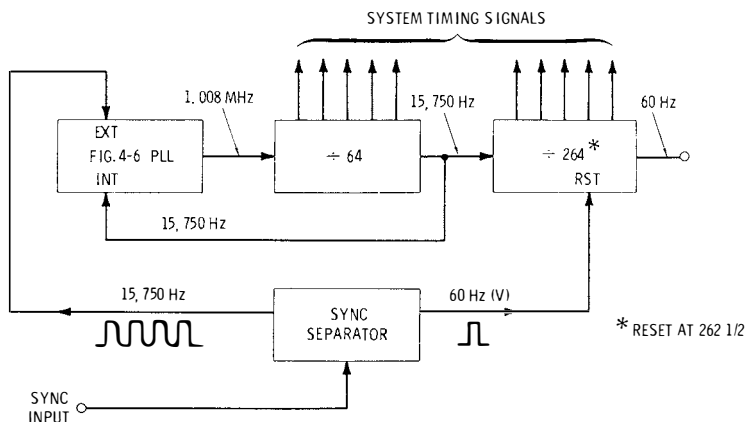 SYSTEM TIMING SIGNALS
1.008 MHz
15,750 Hz
60 Hz
EXT
FIG. 4-6 PLL
INT
÷ 64
÷ 264 *
RST
15,750 Hz
15,750 Hz
SYNC
SEPARATOR
60 Hz (V)
* RESET AT 262 1/2
SYNC
INPUT